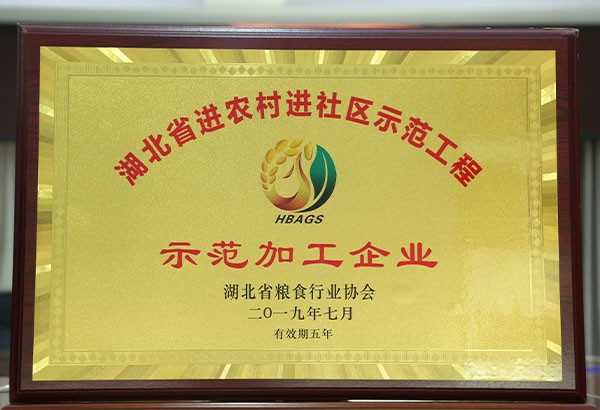 湖北省进农村进社区示范工程
HBAGS
示范加工企业
湖北省粮食行业协会
二〇一九年七月
有效期五年